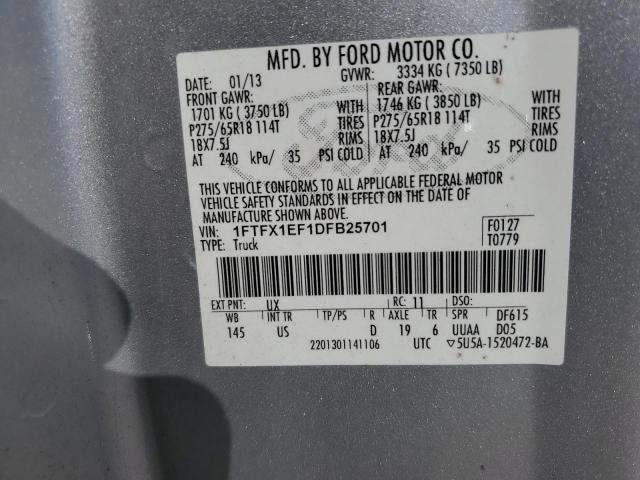 MFD. BY FORD MOTOR CO.
DATE: 01/13 GVWR: 3334 KG ( 7350 LB)
FRONT GAWR: REAR GAWR:
1701 KG ( 3750 LB) WITH 1746 KG ( 3850 LB) WITH
P275/65R18 114T TIRES P275/65R18 114T TIRES
18X7.5J RIMS 18X7.5J RIMS
AT 240 kPa/ 35 PSI COLD AT 240 kPa/ 35 PSI COLD
THIS VEHICLE CONFORMS TO ALL APPLICABLE FEDERAL MOTOR
VEHICLE SAFETY STANDARDS IN EFFECT ON THE DATE OF
MANUFACTURE SHOWN ABOVE.
VIN: 1FTFX1EF1DFB25701 F0127
TYPE: Truck T0779
EXT PNT: UX RC: 11 DSO:
WB INT TR TP/PS R AXLE TR SPR DF615
145 US D 19 6 UUAA D05
2201301141106 UTC ▽5U5A-1520472-BA
Ford